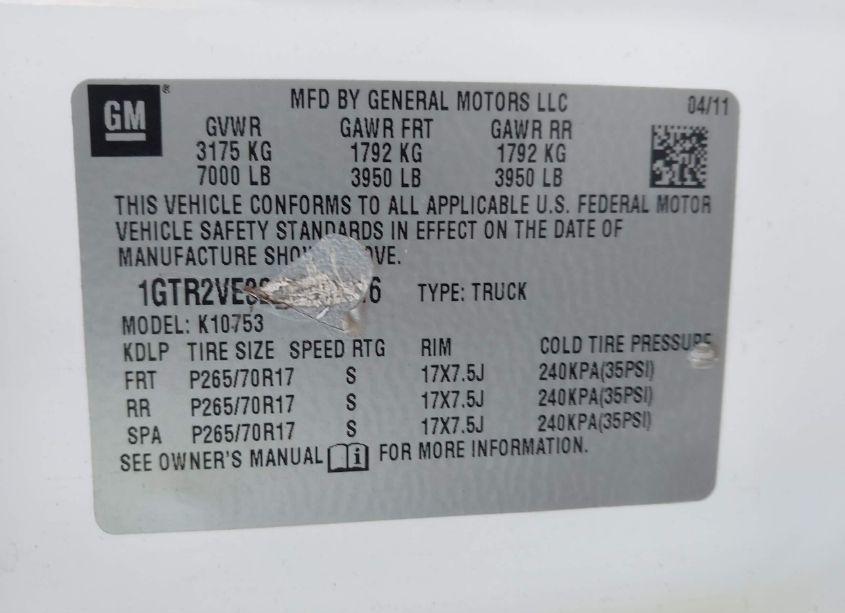 GM
MFD BY GENERAL MOTORS LLC 04/11
GVWR GAWR FRT GAWR RR
3175 KG 1792 KG 1792 KG
7000 LB 3950 LB 3950 LB
THIS VEHICLE CONFORMS TO ALL APPLICABLE U.S. FEDERAL MOTOR
VEHICLE SAFETY STANDARDS IN EFFECT ON THE DATE OF
MANUFACTURE
TYPE: TRUCK
MODEL: K10753
KDLP TIRE SIZE SPEED RTG RIM COLD TIRE PRESSURE
FRT P265/70R17 S 17X7.5J 240KPA(35PSI)
RR P265/70R17 S 17X7.5J 240KPA(35PSI)
SPA P265/70R17 S 17X7.5J 240KPA(35PSI)
SEE OWNER'S MANUAL i FOR MORE INFORMATION.